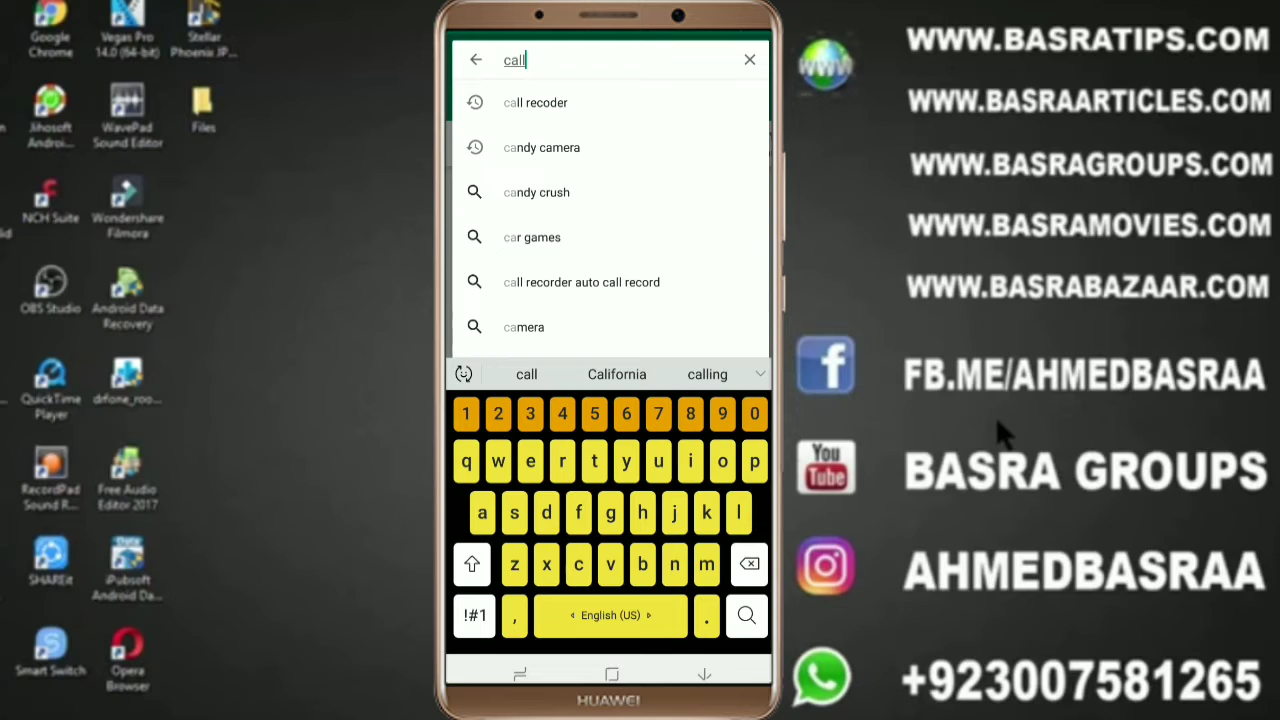 Google
Chrome
Vegas Pro
14.0 (64-bit)
Stellar
Phoenix JP...
Jihosoft
Androi...
WavePad
Sound Editor
Files
NCH Suite
Wondershare
Filmora
OBS Studio
Android Data
Recovery
QuickTime
Player
drfone_roo...
RecordPad
Sound R...
Free Audio
Editor 2017
SHAREit
iPubsoft
Android Da...
Smart Switch
Opera
Browser
call
call recoder
candy camera
candy crush
car games
call recorder auto call record
camera
call California calling
1 2 3 4 5 6 7 8 9 0
q w e r t y u i o p
a s d f g h j k l
z x c v b n m
!#1 , English (US) .
HUAWEI
WWW
WWW.BASRATIPS.COM
WWW.BASRAARTICLES.COM
WWW.BASRAGROUPS.COM
WWW.BASRAMOVIES.COM
WWW.BASRABAZAAR.COM
f
FB.ME/AHMEDBASRAA
You
Tube
BASRA GROUPS
AHMEDBASRAA
+923007581265